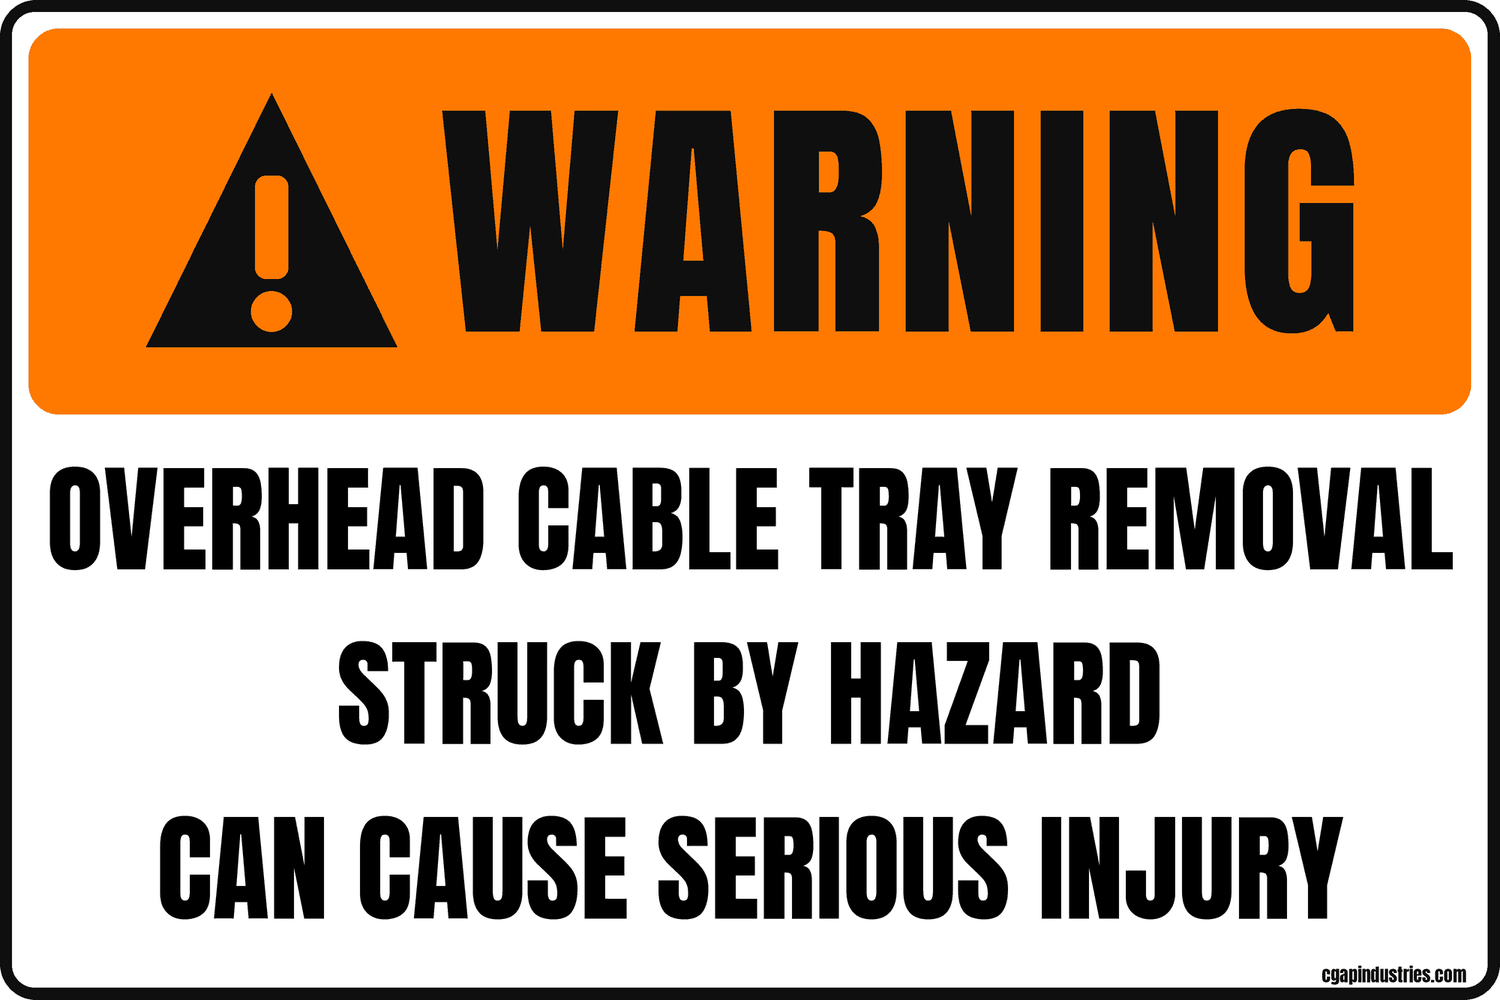 WARNING
OVERHEAD CABLE TRAY REMOVAL
STRUCK BY HAZARD
CAN CAUSE SERIOUS INJURY
cgapindustries.com